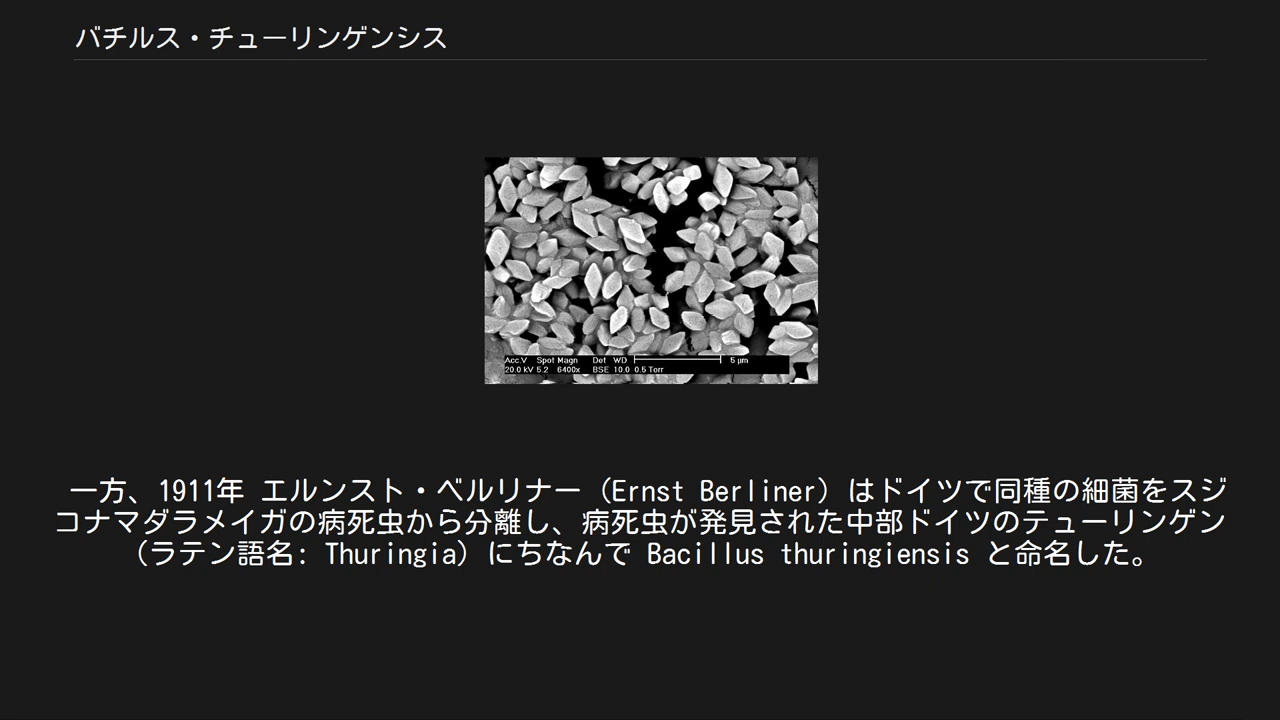 バチルス・チューリンゲンシス
Acc.V Spot Magn Det WD 5 µm
20.0 kV 5.2 6400x BSE 10.0 0.5 Torr
一方、1911年 エルンスト・ベルリナー（Ernst Berliner）はドイツで同種の細菌をスジ
コナマダラメイガの病死虫から分離し、病死虫が発見された中部ドイツのテューリンゲン
（ラテン語名: Thuringia）にちなんで Bacillus thuringiensis と命名した。